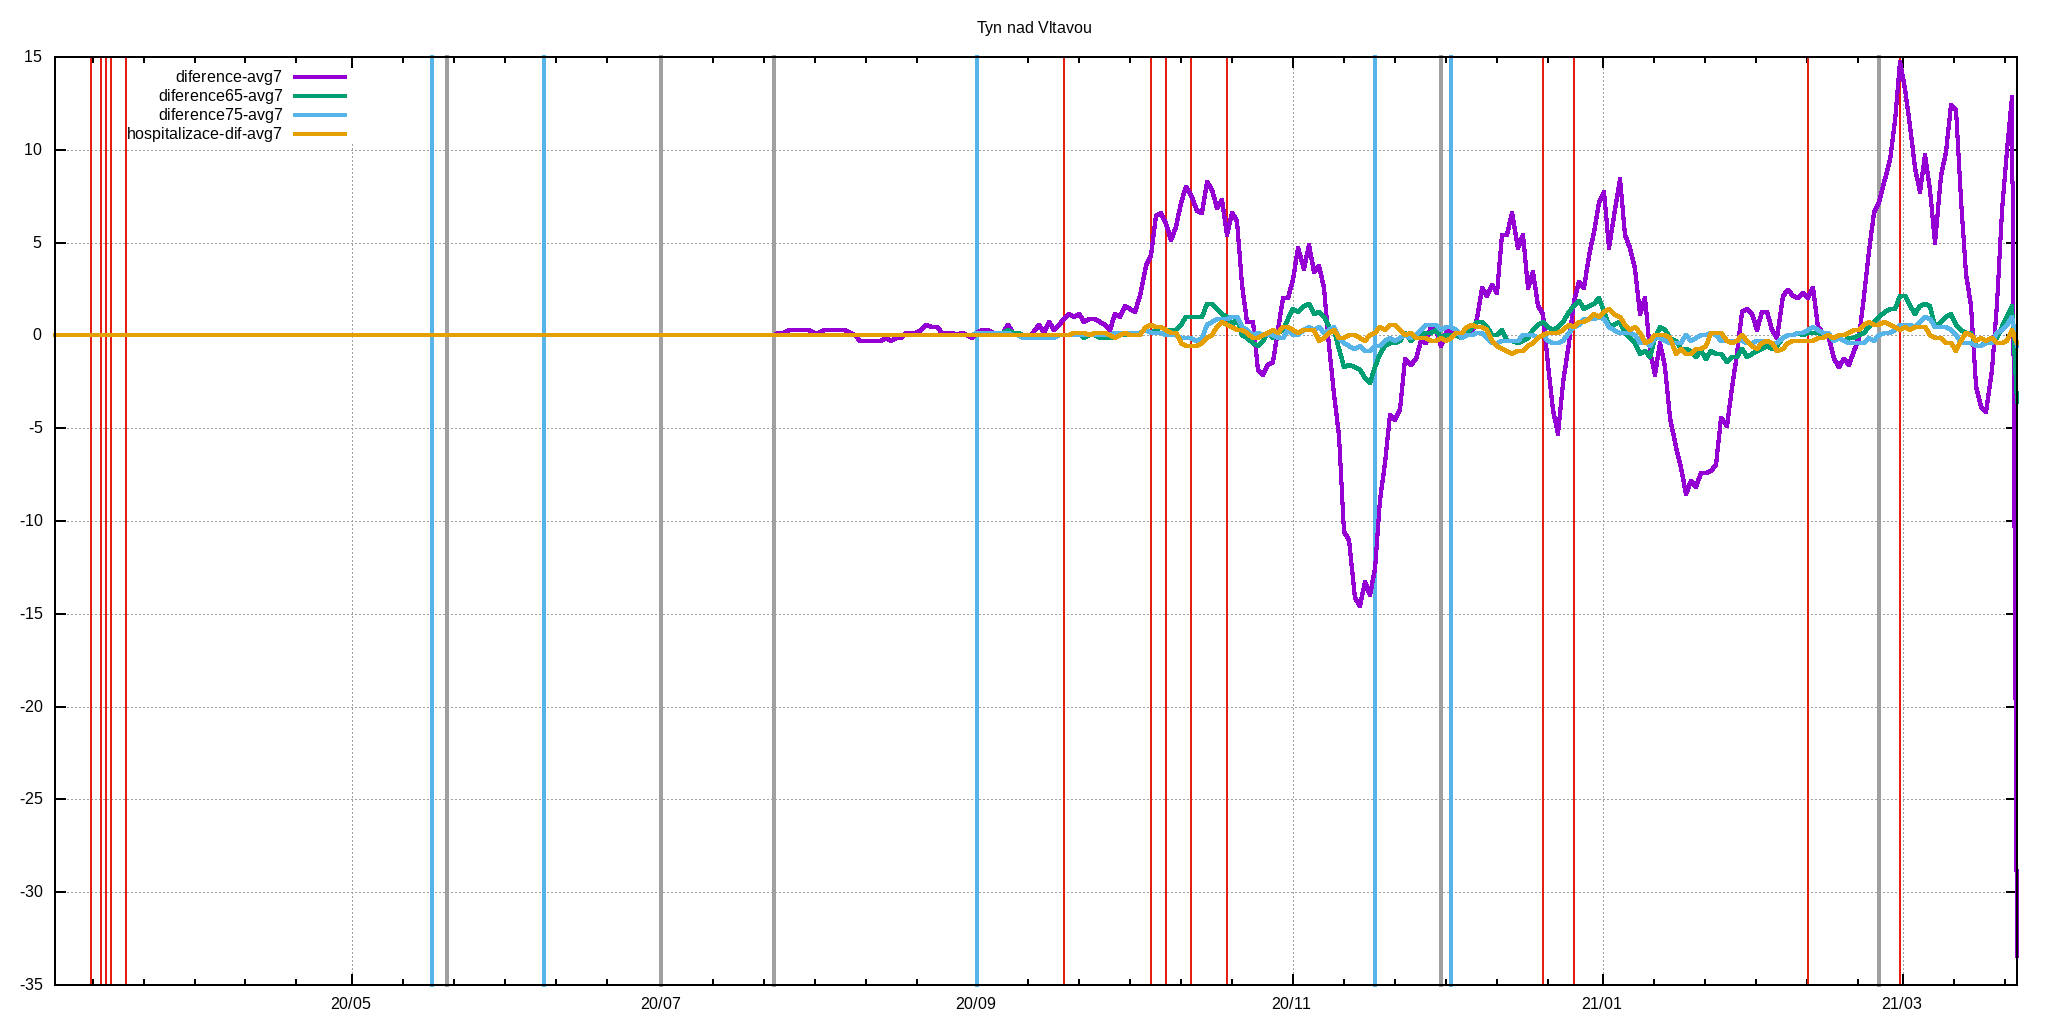 Tyn nad Vltavou
15
diference-avg7
diference65-avg7
diference75-avg7
hospitalizace-dif-avg7
10
5
0
-5
-10
-15
-20
-25
-30
-35
20/05 20/07 20/09 20/11 21/01 21/03